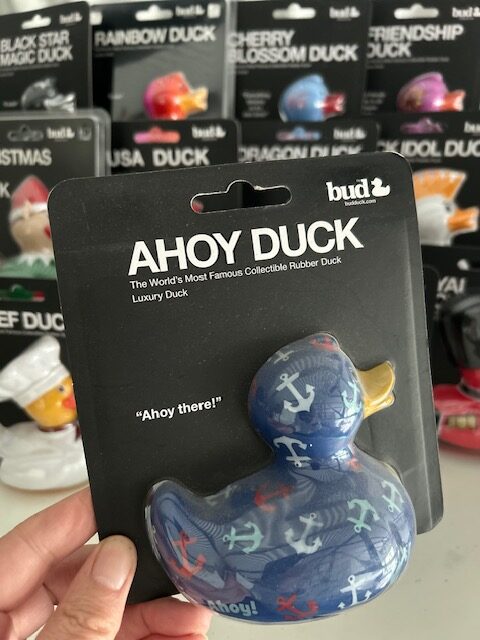 BLACK STAR
MAGIC DUCK
RAINBOW DUCK
bud
CHERRY
BLOSSOM DUCK
bud
FRIENDSHIP
DUCK
bud
bud
USA DUCK
bud
DRAGON DUCK
bud
IDOL DUC
ISTMAS
EF DUC
bud
budduck.com
AHOY DUCK
The World's Most Famous Collectible Rubber Duck
Luxury Duck
"Ahoy there!"
Ahoy!